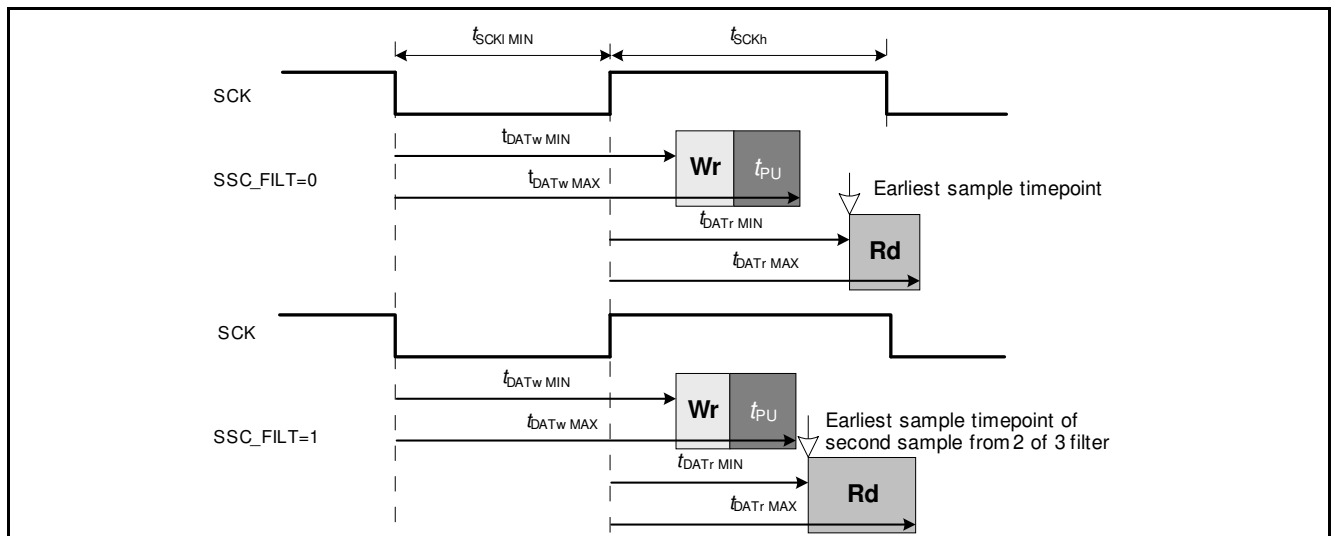 tSCKl MIN
tSCKh
SCK
tDATw MIN
Wr
tPU
SSC_FILT=0
tDATw MAX
Earliest sample timepoint
tDATr MIN
Rd
tDATr MAX
SCK
tDATw MIN
Wr
tPU
Earliest sample timepoint of
second sample from 2 of 3 filter
SSC_FILT=1
tDATw MAX
tDATr MIN
Rd
tDATr MAX